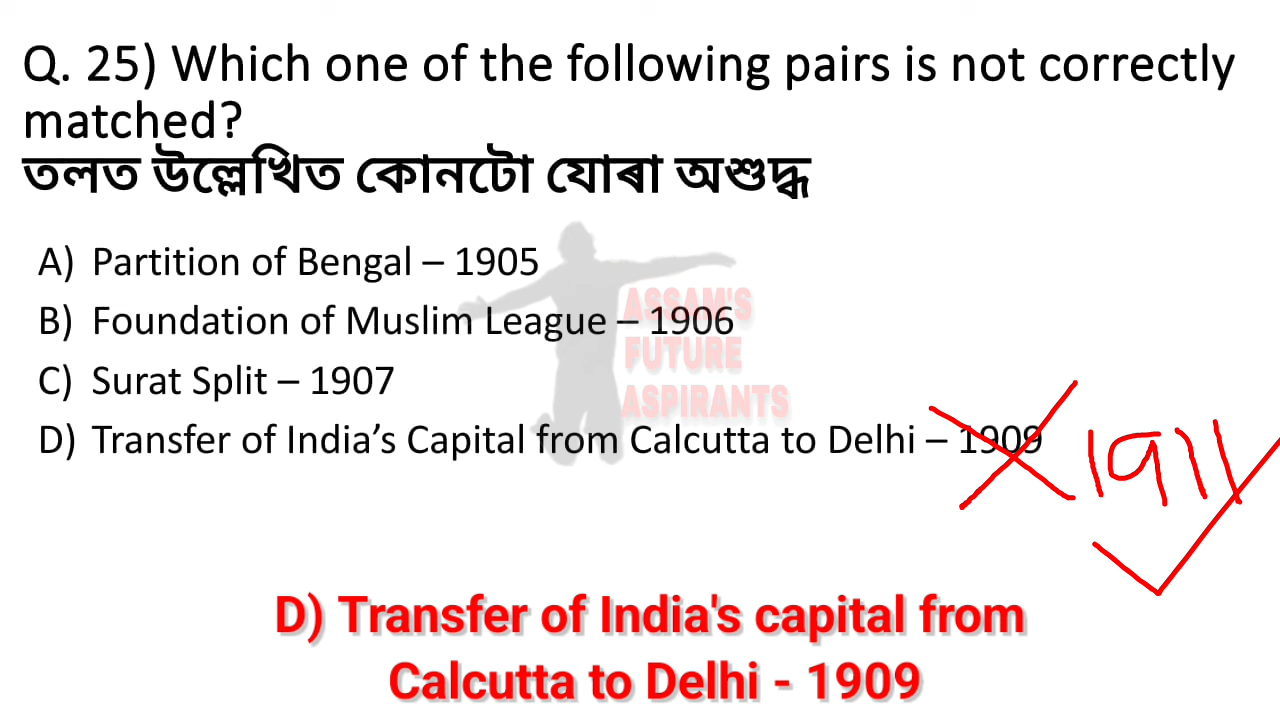 Q. 25) Which one of the following pairs is not correctly
matched?
তলত উল্লেখিত কোনটো যোৰা অশুদ্ধ
A) Partition of Bengal – 1905
B) Foundation of Muslim League – 1906
C) Surat Split – 1907
D) Transfer of India’s Capital from Calcutta to Delhi – 1909
1911
ASSAM'S
FUTURE
ASPIRANTS
D) Transfer of India's capital from
Calcutta to Delhi - 1909